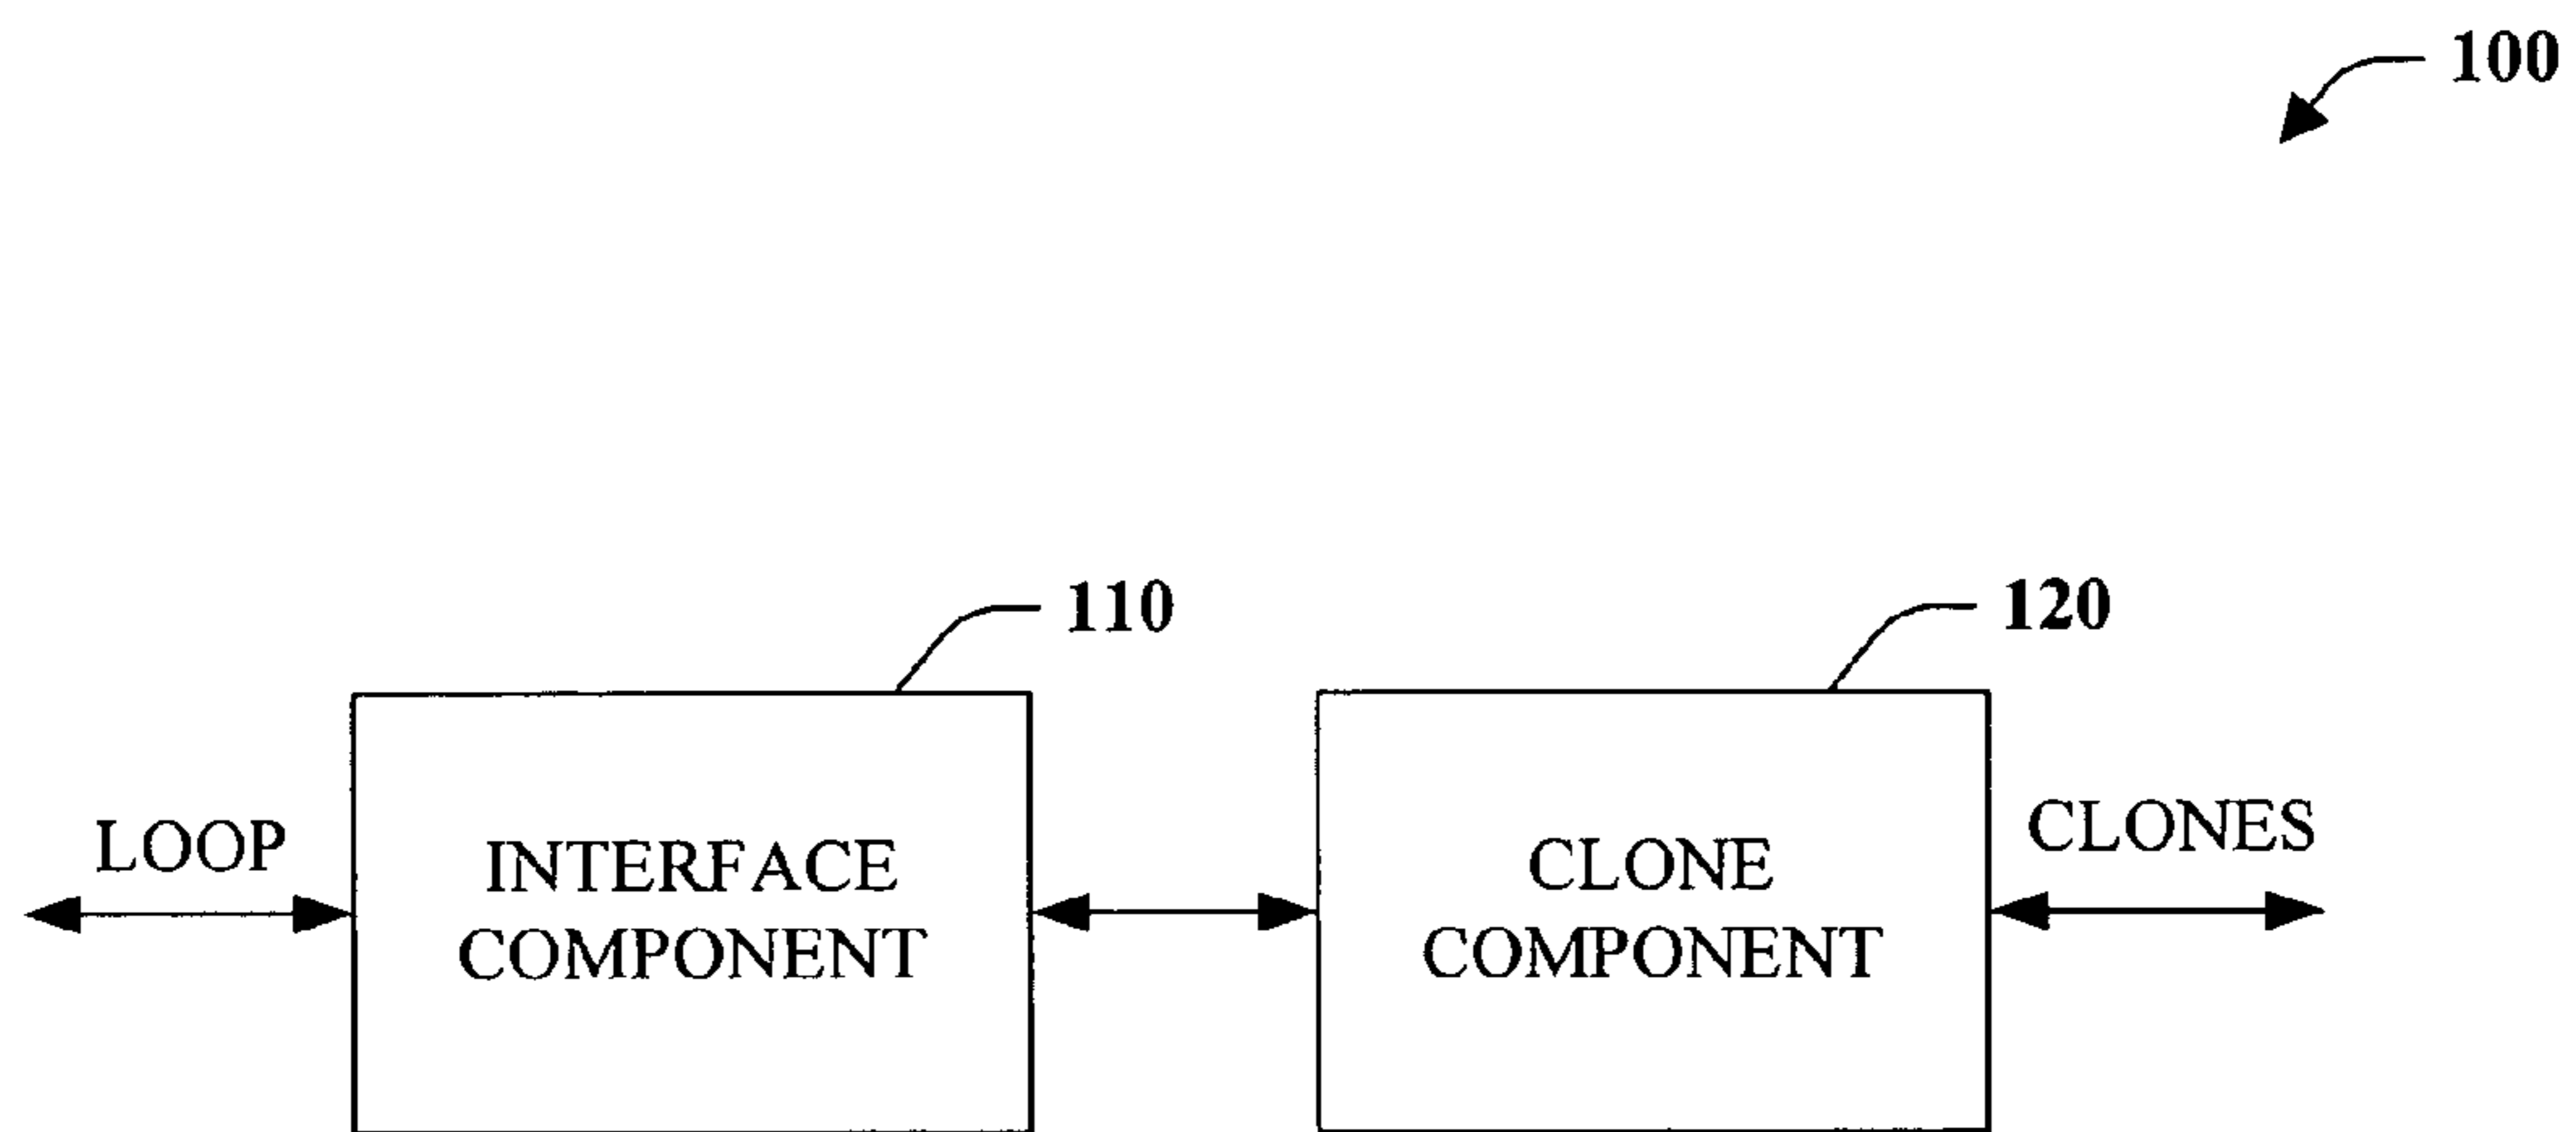 100
110
120
LOOP
INTERFACE
COMPONENT
CLONE
COMPONENT
CLONES